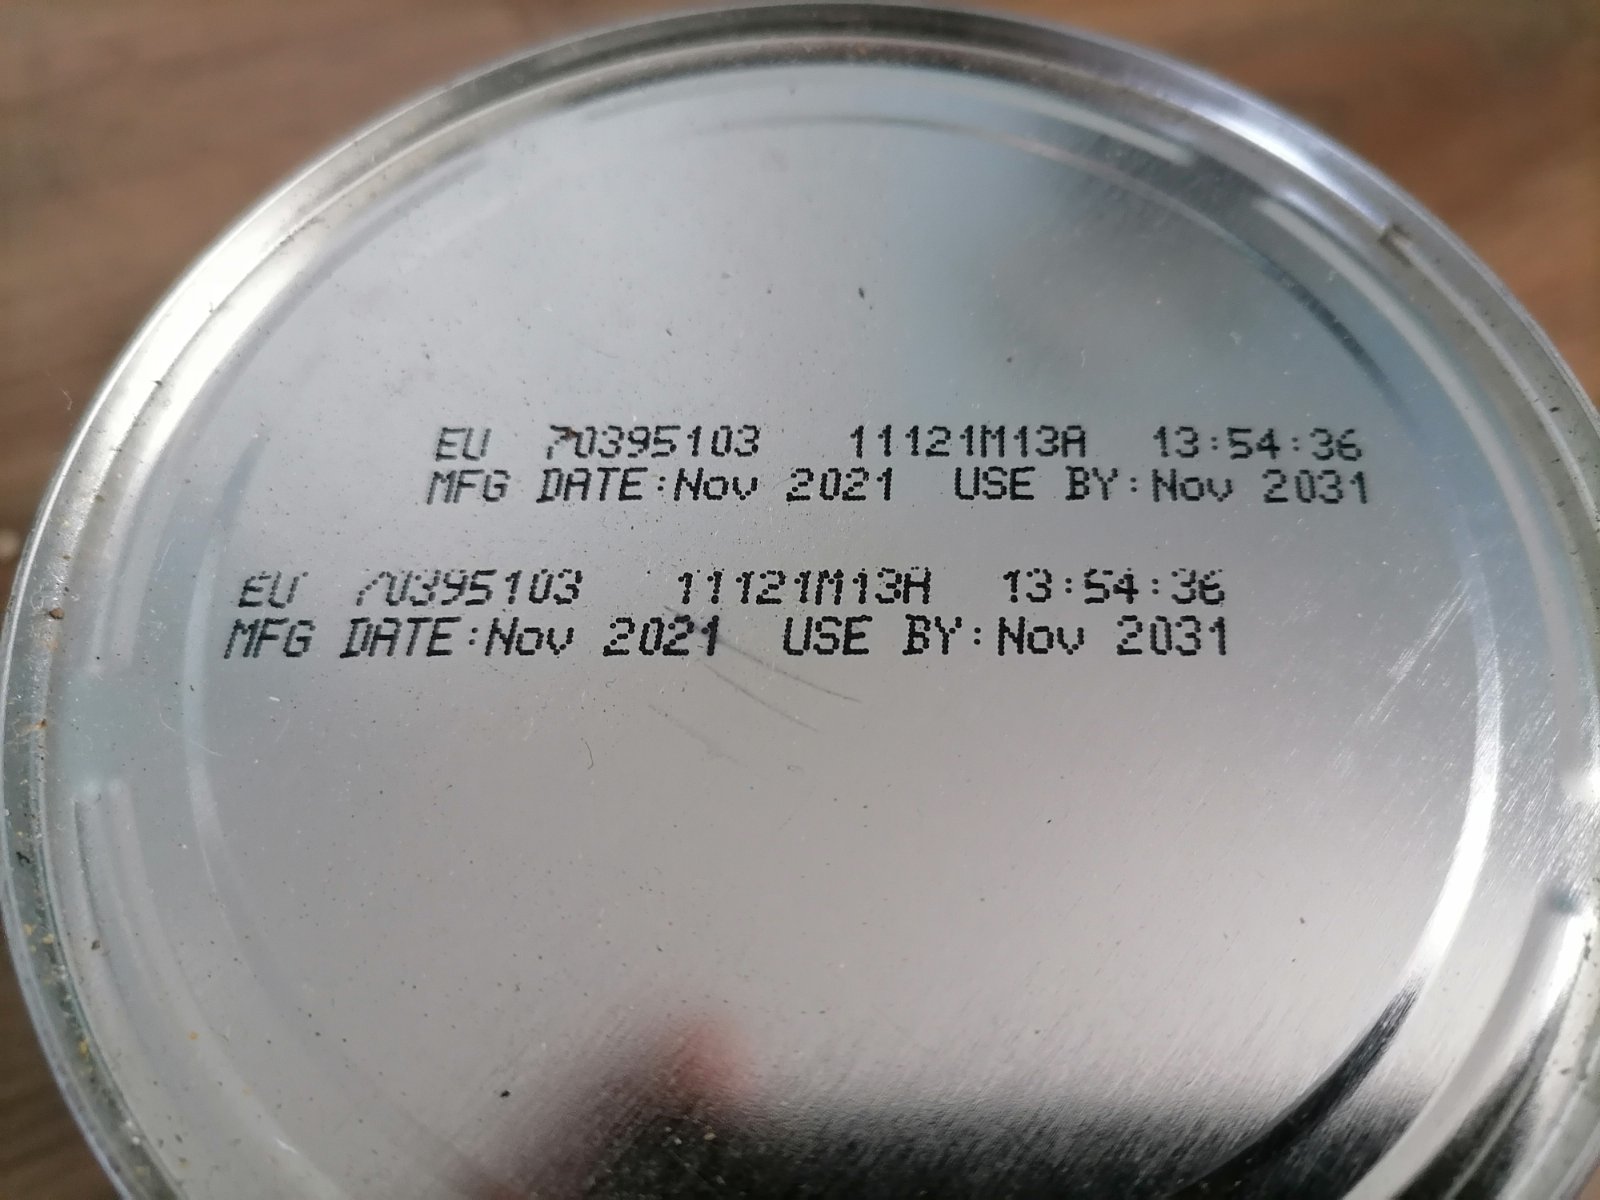 EU 70395103 11121M13A 13:54:36
MFG DATE:Nov 2021 USE BY:Nov 2031
EU 70395103 11121M13A 13:54:36
MFG DATE:Nov 2021 USE BY:Nov 2031